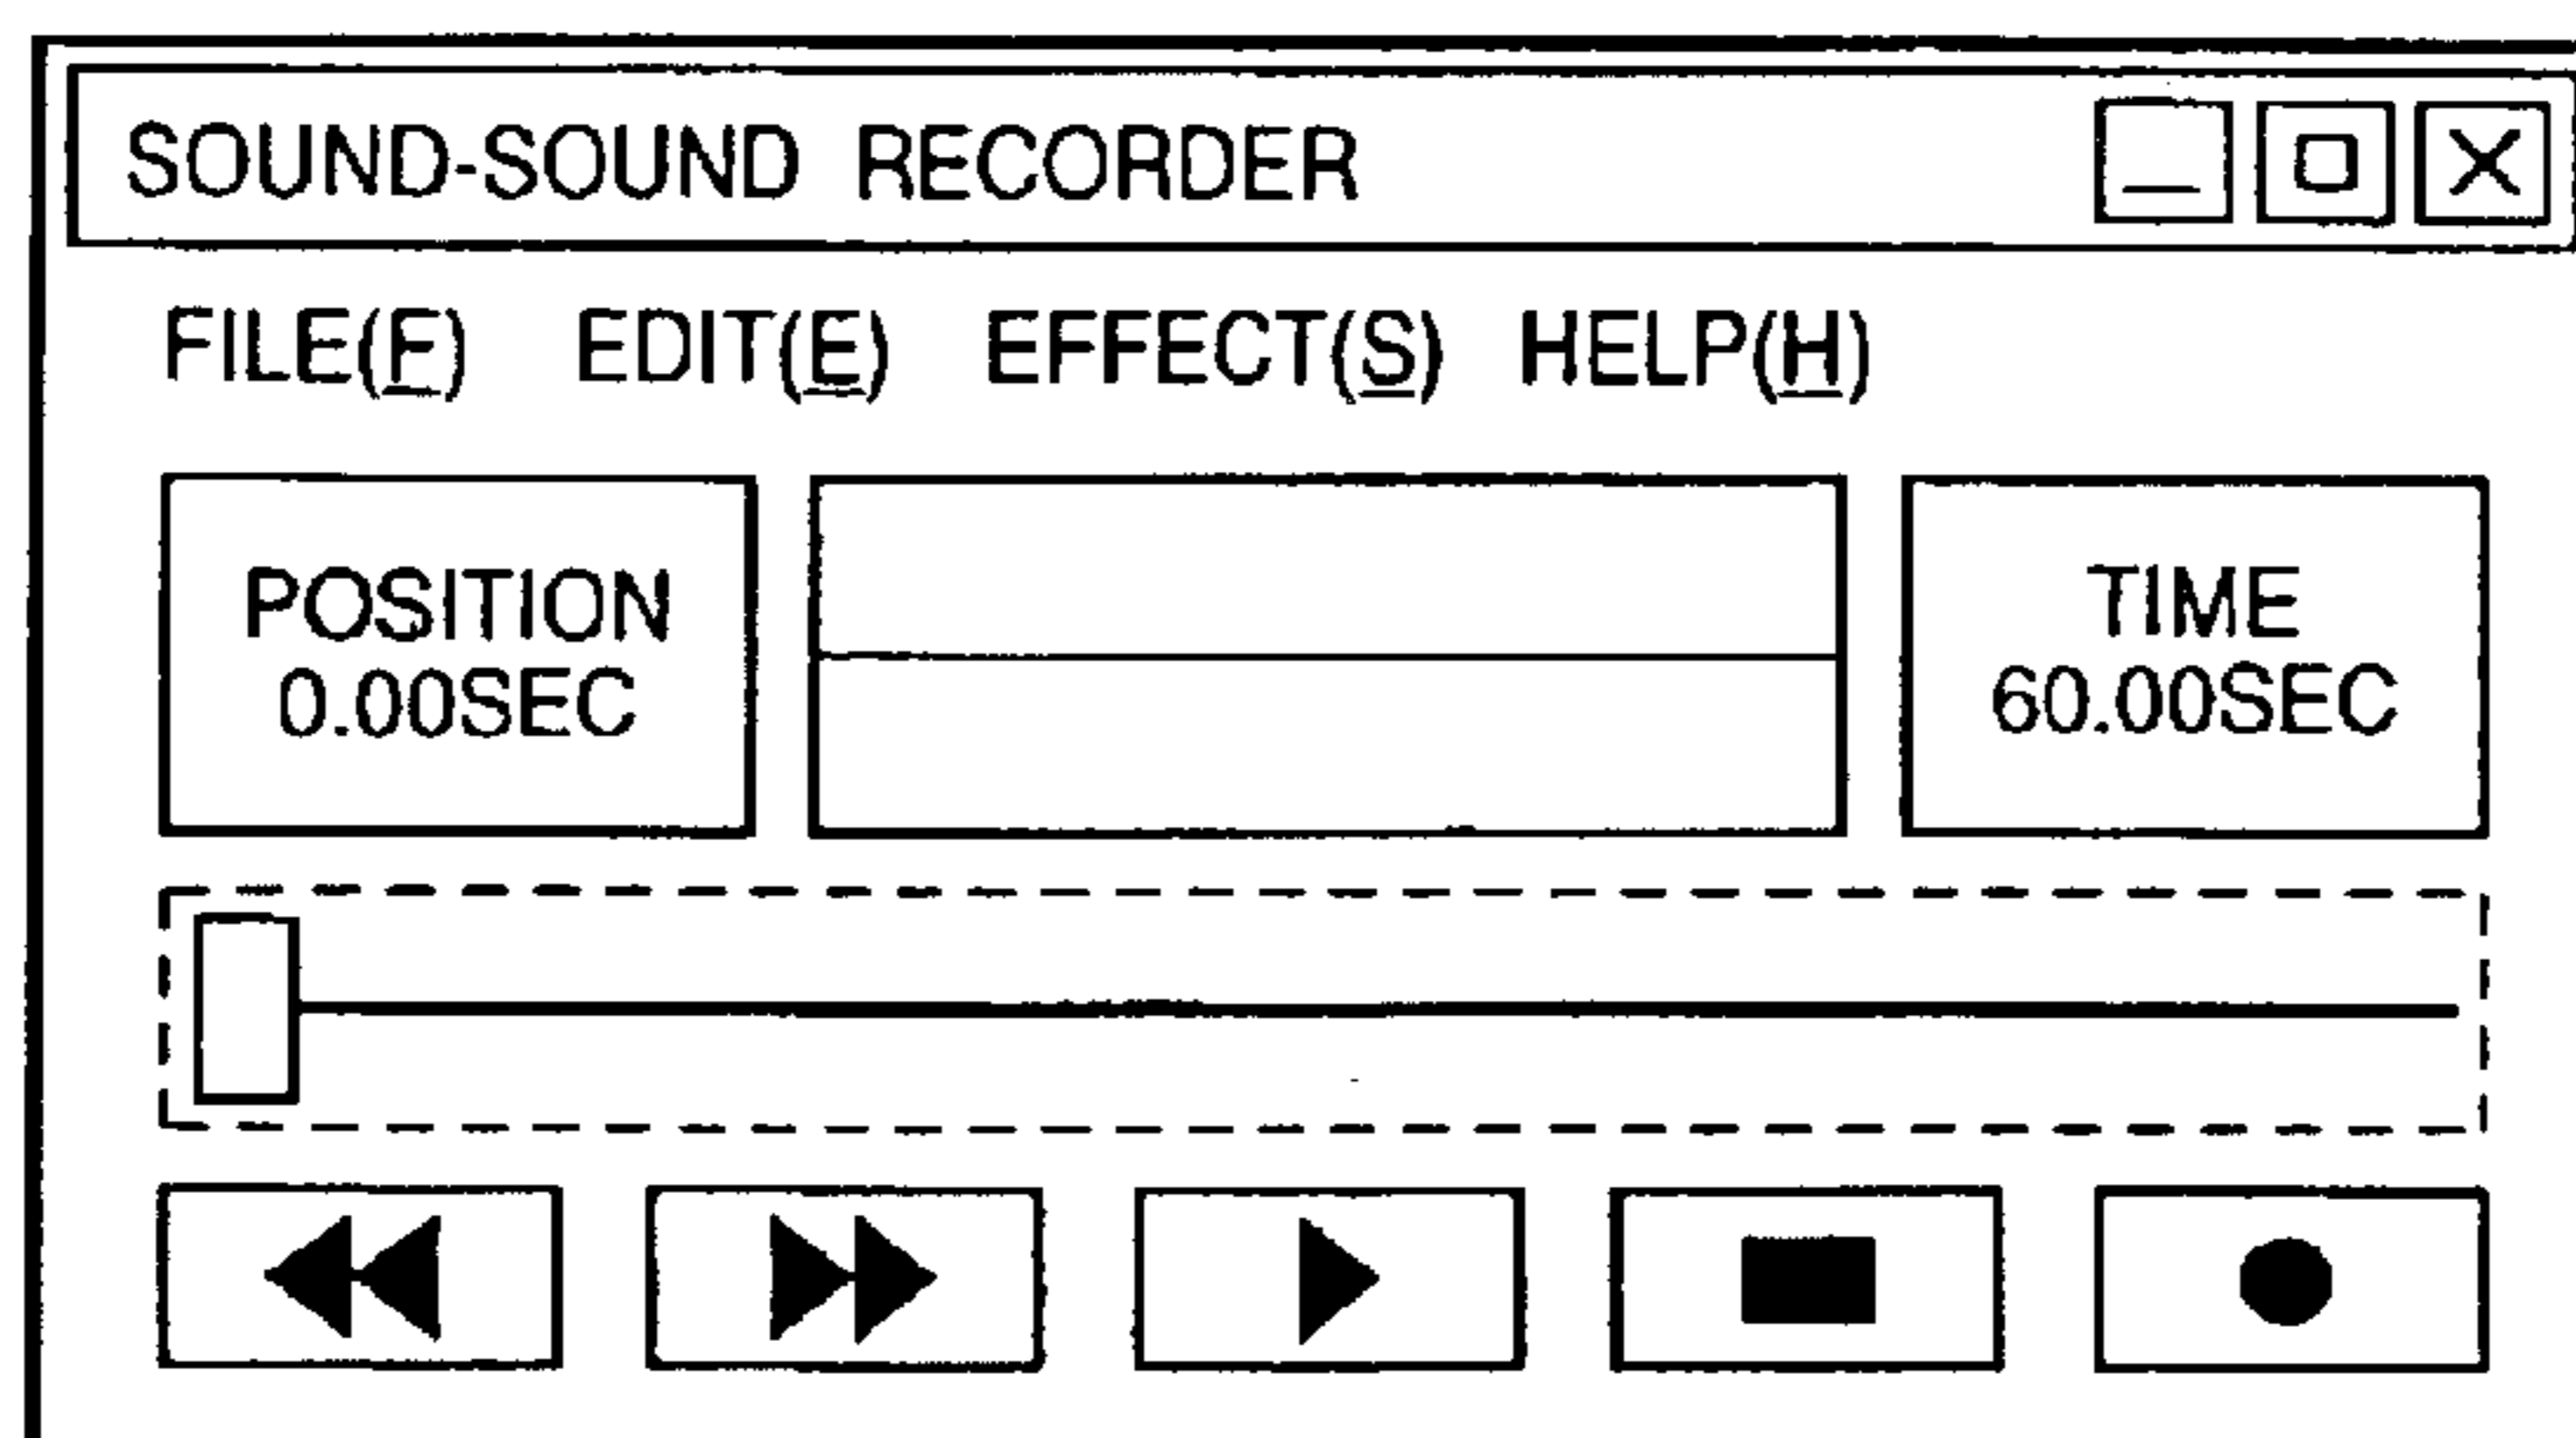 SOUND-SOUND RECORDER
FILE(F) EDIT(E) EFFECT(S) HELP(H)
POSITION
0.00SEC
TIME
60.00SEC